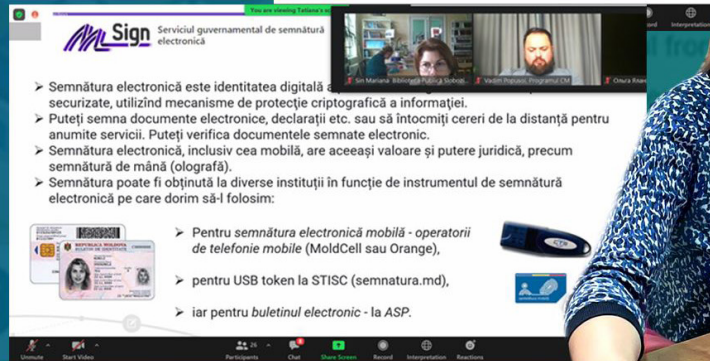 You are viewing Tatiana's
Record
Interpretation
MSign
Serviciul guvernamental de semnătură
electronică
Sin Mariana Biblioteca Publică
Vadim Popușoi, Programul CM
Ольга
Semnătura electronică este identitatea digitală
securizate, utilizînd mecanisme de protecție criptografică a informației.
Puteți semna documente electronice, declarații etc. sau să întocmiți cereri de la distanță pentru
anumite servicii. Puteți verifica documentele semnate electronic.
Semnătura electronică, inclusiv cea mobilă, are aceeași valoare și putere juridică, precum
semnătură de mână (olografă).
Semnătura poate fi obținută la diverse instituții în funcție de instrumentul de semnătură
electronică pe care dorim să-l folosim:
REPUBLICA MOLDOVA
Pentru semnătura electronică mobilă - operatorii
de telefonie mobile (MoldCell sau Orange),
pentru USB token la STISC (semnatura.md),
iar pentru buletinul electronic - la ASP.
Unmute
Start Video
26
Participants
Chat
Share Screen
Record
Interpretation
Reactions